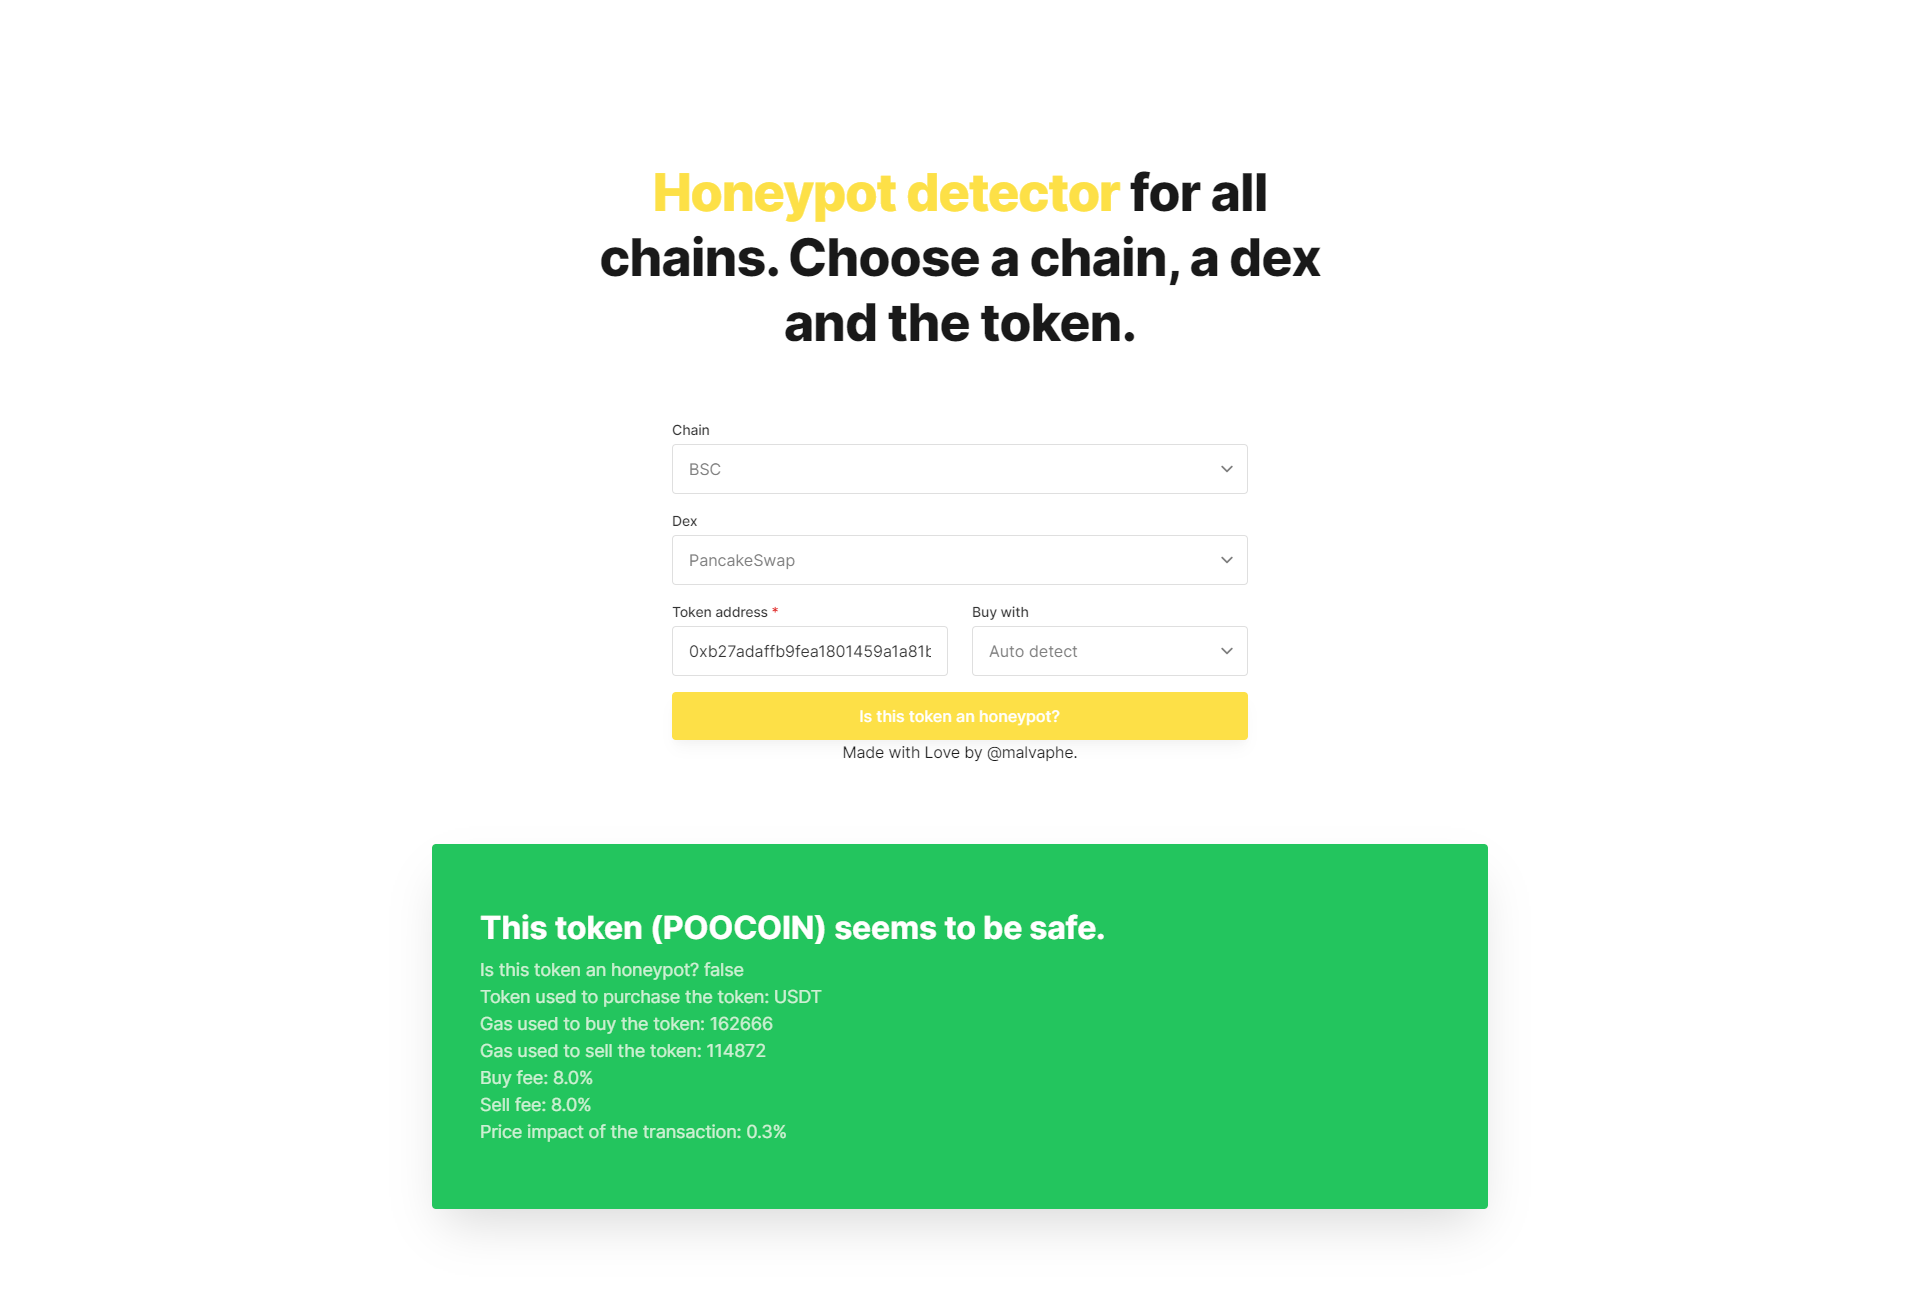 Honeypot detector for all
chains. Choose a chain, a dex
and the token.
Chain
BSC
Dex
PancakeSwap
Token address *
0xb27adaffb9fea1801459a1a81b
Buy with
Auto detect
Is this token an honeypot?
Made with Love by @malvaphe.
This token (POOCOIN) seems to be safe.
Is this token an honeypot? false
Token used to purchase the token: USDT
Gas used to buy the token: 162666
Gas used to sell the token: 114872
Buy fee: 8.0%
Sell fee: 8.0%
Price impact of the transaction: 0.3%